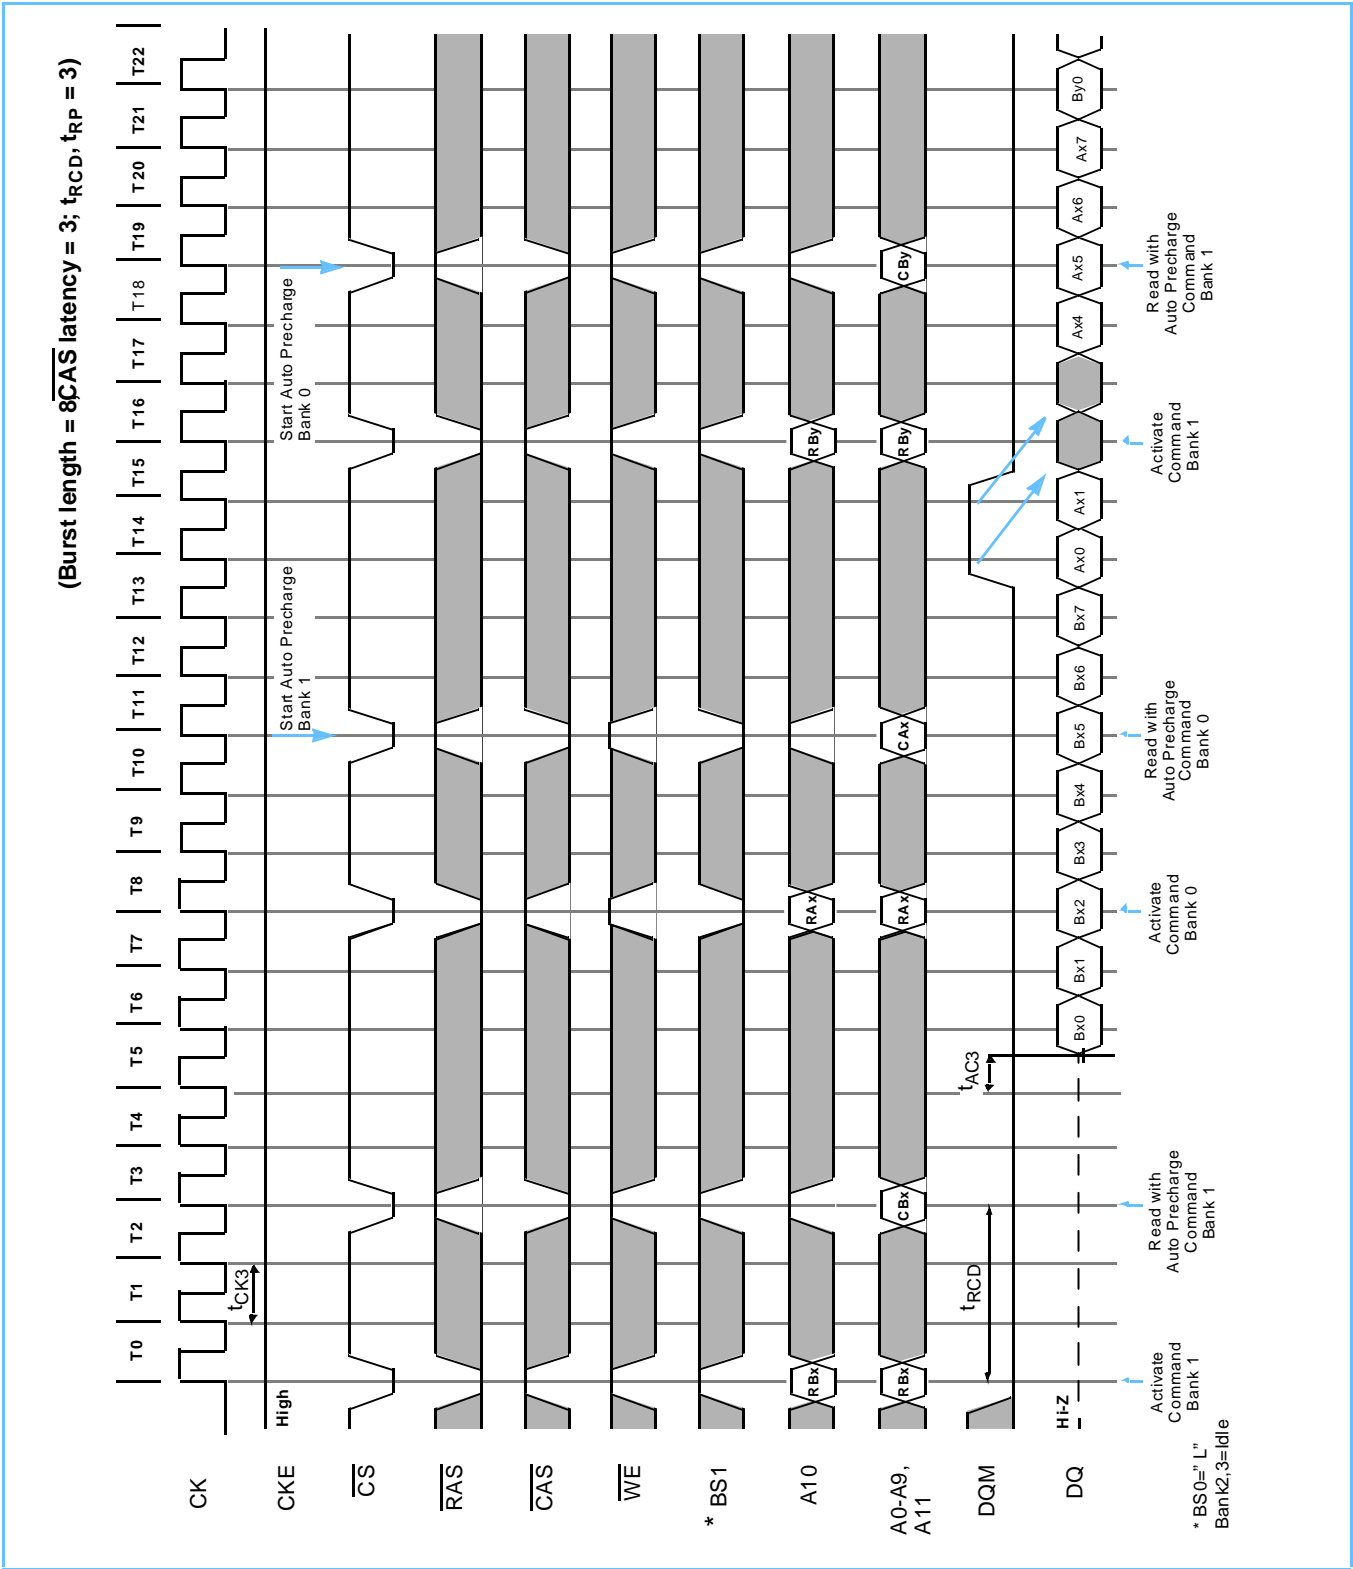 (Burst length = 8,CAS latency = 3; tRCD, tRP = 3)
T0 T1 T2 T3 T4 T5 T6 T7 T8 T9 T10 T11 T12 T13 T14 T15 T16 T17 T18 T19 T20 T21 T22
CK
tCK3
CKE
High
Start Auto Precharge
Bank 1
Start Auto Precharge
Bank 0
CS
RAS
CAS
WE
* BS1
A10
RBx RAx RBy
A0-A9,
A11
RBx CBx RAx CAx RBy CBy
DQM
tRCD
tAC3
DQ
Hi-Z
Bx0 Bx1 Bx2 Bx3 Bx4 Bx5 Bx6 Bx7 Ax0 Ax1 Ax4 Ax5 Ax6 Ax7 By0
Activate
Command
Bank 1
Read with
Auto Precharge
Command
Bank 1
Activate
Command
Bank 0
Read with
Auto Precharge
Command
Bank 0
Activate
Command
Bank 1
Read with
Auto Precharge
Command
Bank 1
* BS0=” L”
Bank2,3=Idle